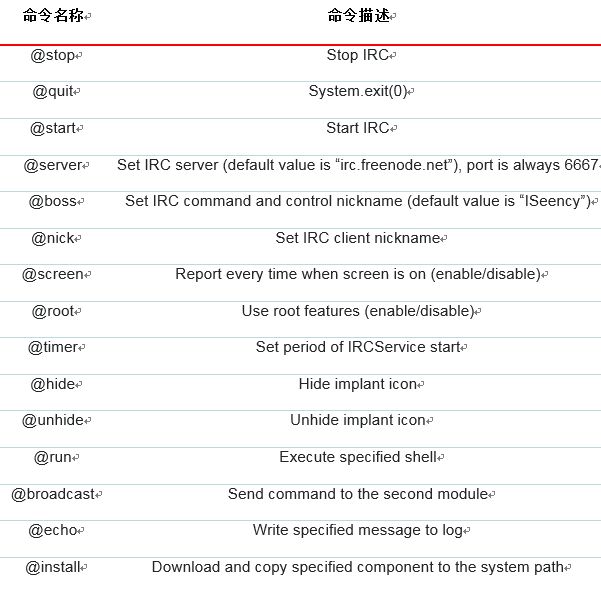 命令名称 命令描述
@stop Stop IRC
@quit System.exit(0)
@start Start IRC
@server Set IRC server (default value is “irc.freenode.net”), port is always 6667
@boss Set IRC command and control nickname (default value is “ISeency”)
@nick Set IRC client nickname
@screen Report every time when screen is on (enable/disable)
@root Use root features (enable/disable)
@timer Set period of IRCService start
@hide Hide implant icon
@unhide Unhide implant icon
@run Execute specified shell
@broadcast Send command to the second module
@echo Write specified message to log
@install Download and copy specified component to the system path